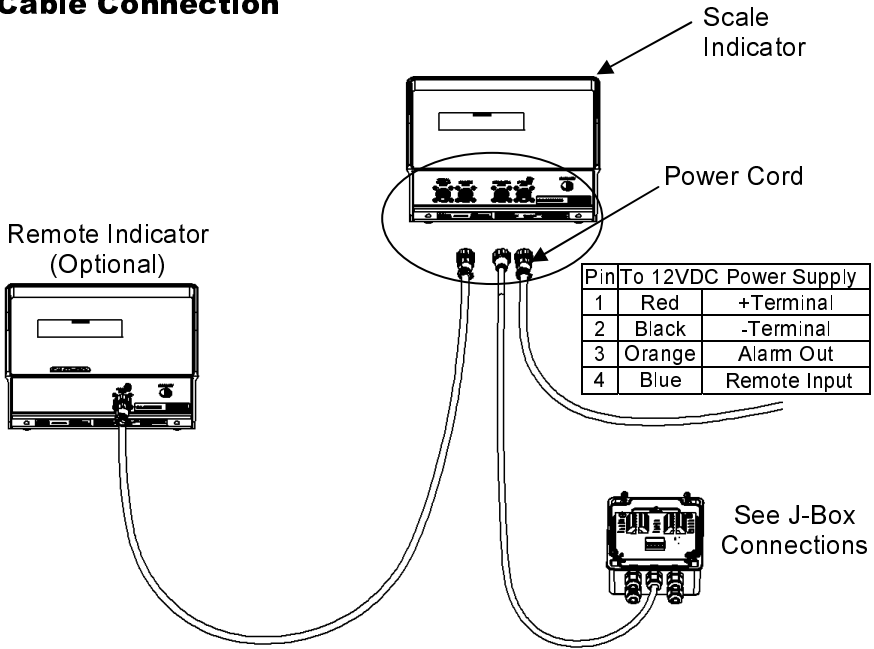 Cable Connection
Scale
Indicator
Power Cord
Remote Indicator
(Optional)
Pin To 12VDC Power Supply
1 Red +Terminal
2 Black -Terminal
3 Orange Alarm Out
4 Blue Remote Input
See J-Box
Connections